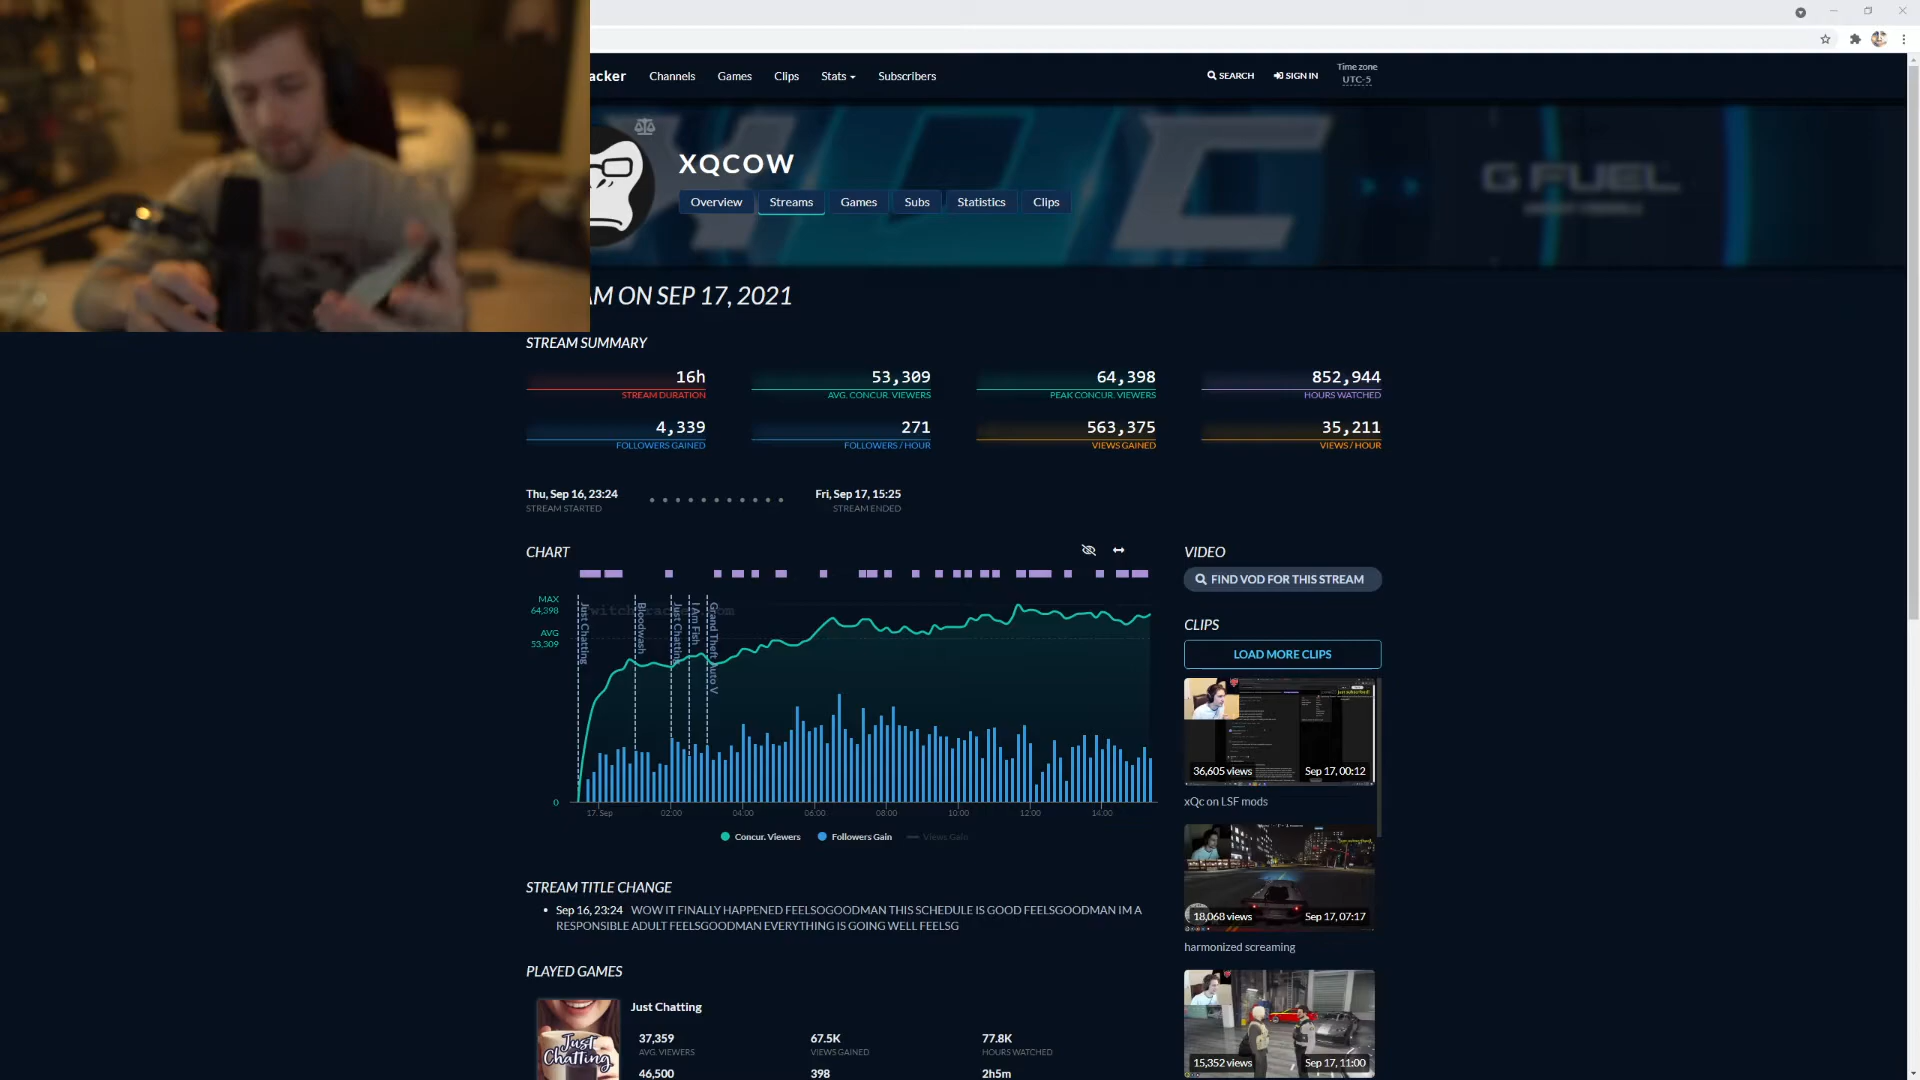 acker
Channels
Games
Clips
Stats
Subscribers
SEARCH
SIGN IN
Time zone
UTC-5
G FUEL
XQCOW
Overview
Streams
Games
Subs
Statistics
Clips
AM ON SEP 17, 2021
STREAM SUMMARY
16h
STREAM DURATION
53,309
AVG. CONCUR. VIEWERS
64,398
PEAK CONCUR. VIEWERS
852,944
HOURS WATCHED
4,339
FOLLOWERS GAINED
271
FOLLOWERS / HOUR
563,375
VIEWS GAINED
35,211
VIEWS / HOUR
Thu, Sep 16, 23:24
STREAM STARTED
Fri, Sep 17, 15:25
STREAM ENDED
CHART
MAX
64,398
AVG
53,309
0
Just Chatting
Bloodwash
Just Chatting
I Am Fish
Grand Theft Auto V
17. Sep
02:00
04:00
06:00
08:00
10:00
12:00
14:00
Concur. Viewers
Followers Gain
Views Gain
VIDEO
FIND VOD FOR THIS STREAM
CLIPS
LOAD MORE CLIPS
36,605 views
Sep 17, 00:12
xQc on LSF mods
18,068 views
Sep 17, 07:17
harmonized screaming
15,352 views
Sep 17, 11:00
STREAM TITLE CHANGE
Sep 16, 23:24 WOW IT FINALLY HAPPENED FEELSOGOODMAN THIS SCHEDULE IS GOOD FEELSGOODMAN IM A
RESPONSIBLE ADULT FEELSGOODMAN EVERYTHING IS GOING WELL FEELSG
PLAYED GAMES
Just Chatting
Just Chatting
37,359
AVG. VIEWERS
67.5K
VIEWS GAINED
77.8K
HOURS WATCHED
46,500
398
2h5m